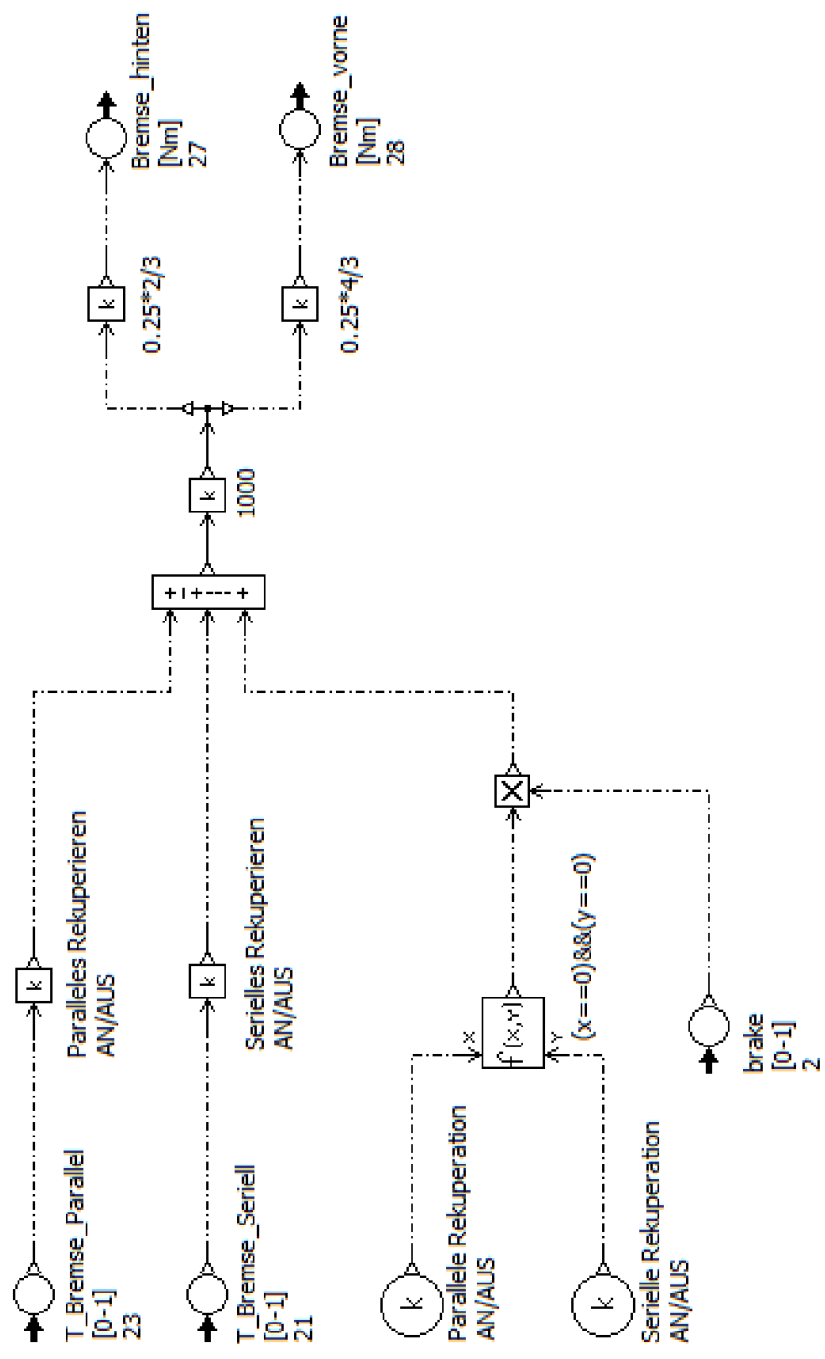 T_Bremse_Parallel
[0-1]
23
k
Paralleles Rekuperieren
AN/AUS
T_Bremse_Seriell
[0-1]
21
k
Serielles Rekuperieren
AN/AUS
k
Parallele Rekuperation
AN/AUS
k
Serielle Rekuperation
AN/AUS
X
f(x,Y)
Y
(x==0)&&(y==0)
brake
[0-1]
2
X
k
1000
k
0.25*2/3
k
0.25*4/3
Bremse_hinten
[Nm]
27
Bremse_vorne
[Nm]
28